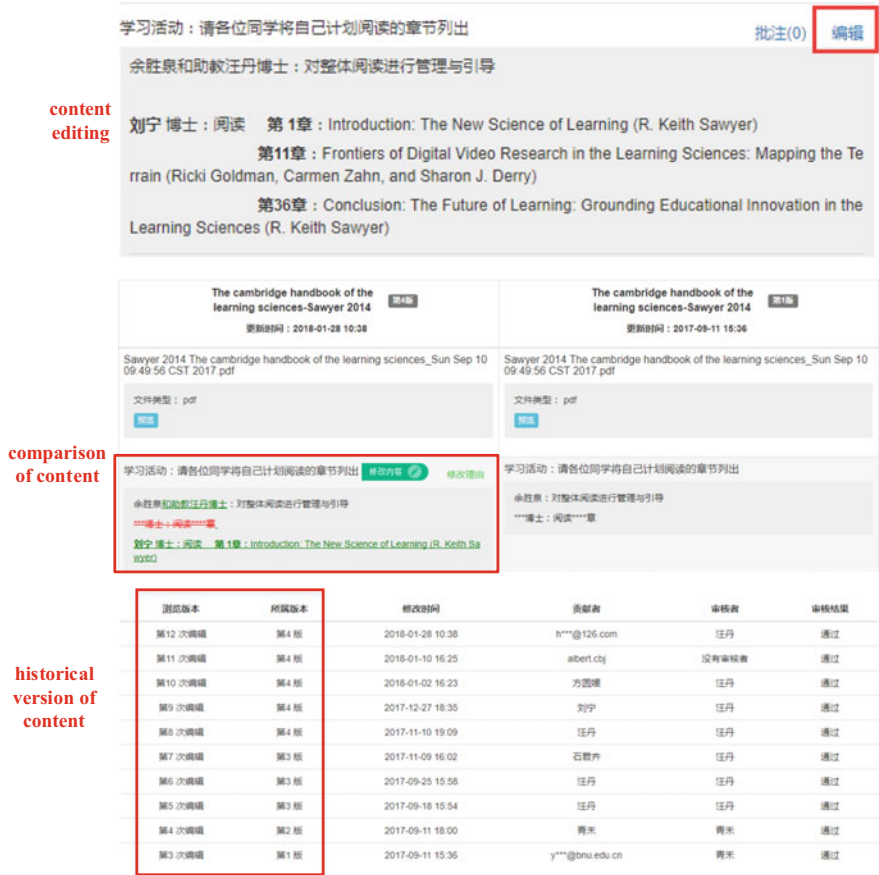 学习活动：请各位同学将自己计划阅读的章节列出 批注(0) 编辑
余胜泉和助教汪丹博士：对整体阅读进行管理与引导
content
editing
刘宁 博士：阅读 第 1章：Introduction: The New Science of Learning (R. Keith Sawyer)
第11章：Frontiers of Digital Video Research in the Learning Sciences: Mapping the Te
rrain (Ricki Goldman, Carmen Zahn, and Sharon J. Derry)
第36章：Conclusion: The Future of Learning: Grounding Educational Innovation in the
Learning Sciences (R. Keith Sawyer)
The cambridge handbook of the
learning sciences-Sawyer 2014 第4版
更新时间：2018-01-28 10:38
The cambridge handbook of the
learning sciences-Sawyer 2014 第1版
更新时间：2017-09-11 15:36
comparison
of content
Sawyer 2014 The cambridge handbook of the learning sciences_Sun Sep 10
09:49:56 CST 2017.pdf
文件类型： pdf
预览
学习活动：请各位同学将自己计划阅读的章节列出 修改内容 修改理由
余胜泉和助教汪丹博士：对整体阅读进行管理与引导
***博士：阅读****章
刘宁 博士：阅读 第 1章：Introduction: The New Science of Learning (R. Keith Sa
wyer)
Sawyer 2014 The cambridge handbook of the learning sciences_Sun Sep 10
09:49:56 CST 2017.pdf
文件类型： pdf
预览
学习活动：请各位同学将自己计划阅读的章节列出
余胜泉：对整体阅读进行管理与引导
***博士：阅读****章
historical
version of
content
浏览版本 所属版本 修改时间 贡献者 审核者 审核结果
第12 次编辑 第4 版 2018-01-28 10:38 h***@126.com 汪丹 通过
第11 次编辑 第4 版 2018-01-10 16:25 albert.cbj 没有审核者 通过
第10 次编辑 第4 版 2018-01-02 16:23 方圆媛 汪丹 通过
第9 次编辑 第4 版 2017-12-27 18:35 刘宁 汪丹 通过
第8 次编辑 第4 版 2017-11-10 19:09 汪丹 汪丹 通过
第7 次编辑 第3 版 2017-11-09 16:02 石君齐 汪丹 通过
第6 次编辑 第3 版 2017-09-25 15:58 汪丹 汪丹 通过
第5 次编辑 第3 版 2017-09-18 15:54 汪丹 汪丹 通过
第4 次编辑 第2 版 2017-09-11 18:00 青禾 青禾 通过
第3 次编辑 第1 版 2017-09-11 15:36 y***@bnu.edu.cn 青禾 通过